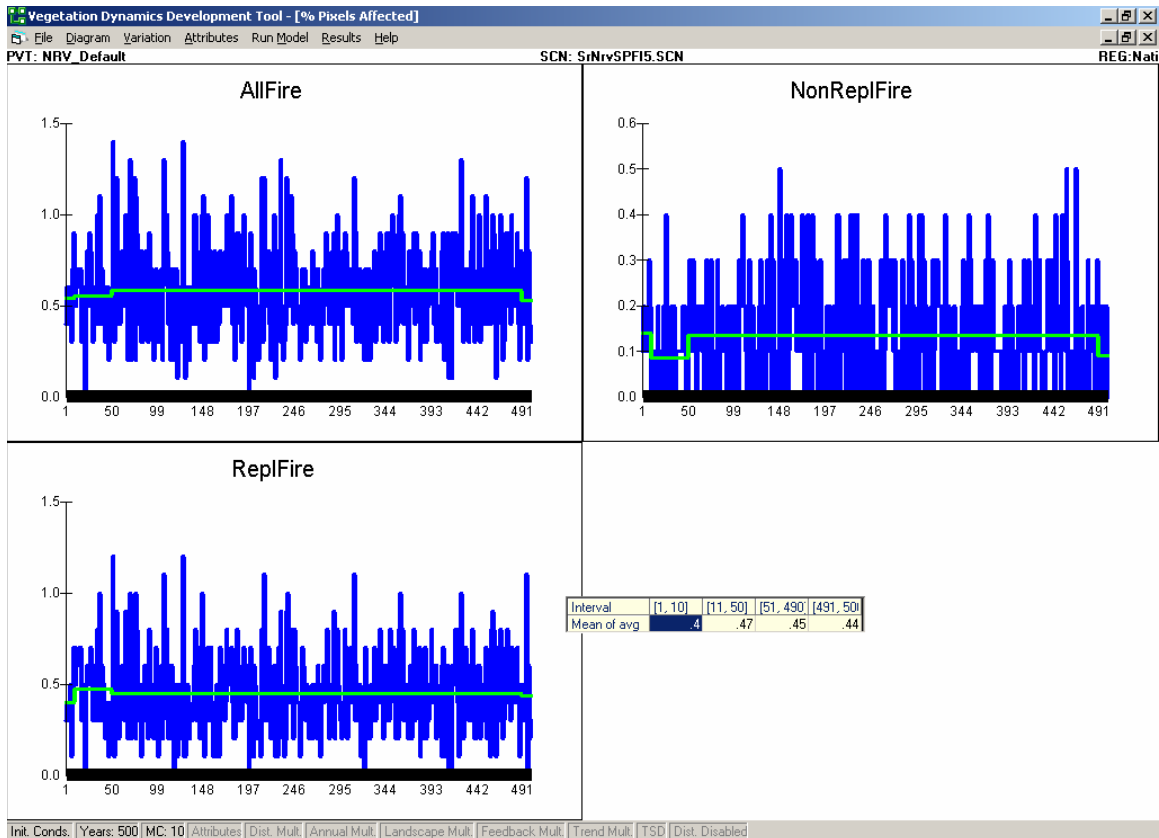 Vegetation Dynamics Development Tool - [% Pixels Affected]
File Diagram Variation Attributes Run Model Results Help
PVT: NRV_Default SCN: SrNrvSPFI5.SCN REG:Nati
AllFire
1.5
1.0
0.5
0.0
1 50 99 148 197 246 295 344 393 442 491
NonReplFire
0.6
0.5
0.4
0.3
0.2
0.1
0.0
1 50 99 148 197 246 295 344 393 442 491
ReplFire
1.5
1.0
0.5
0.0
1 50 99 148 197 246 295 344 393 442 491
Interval [1, 10] [11, 50] [51, 490] [491, 50
Mean of avg .4 .47 .45 .44
Init. Conds. Years: 500 MC: 10 Attributes Dist. Mult. Annual Mult. Landscape Mult. Feedback Mult. Trend Mult. TSD Dist. Disabled